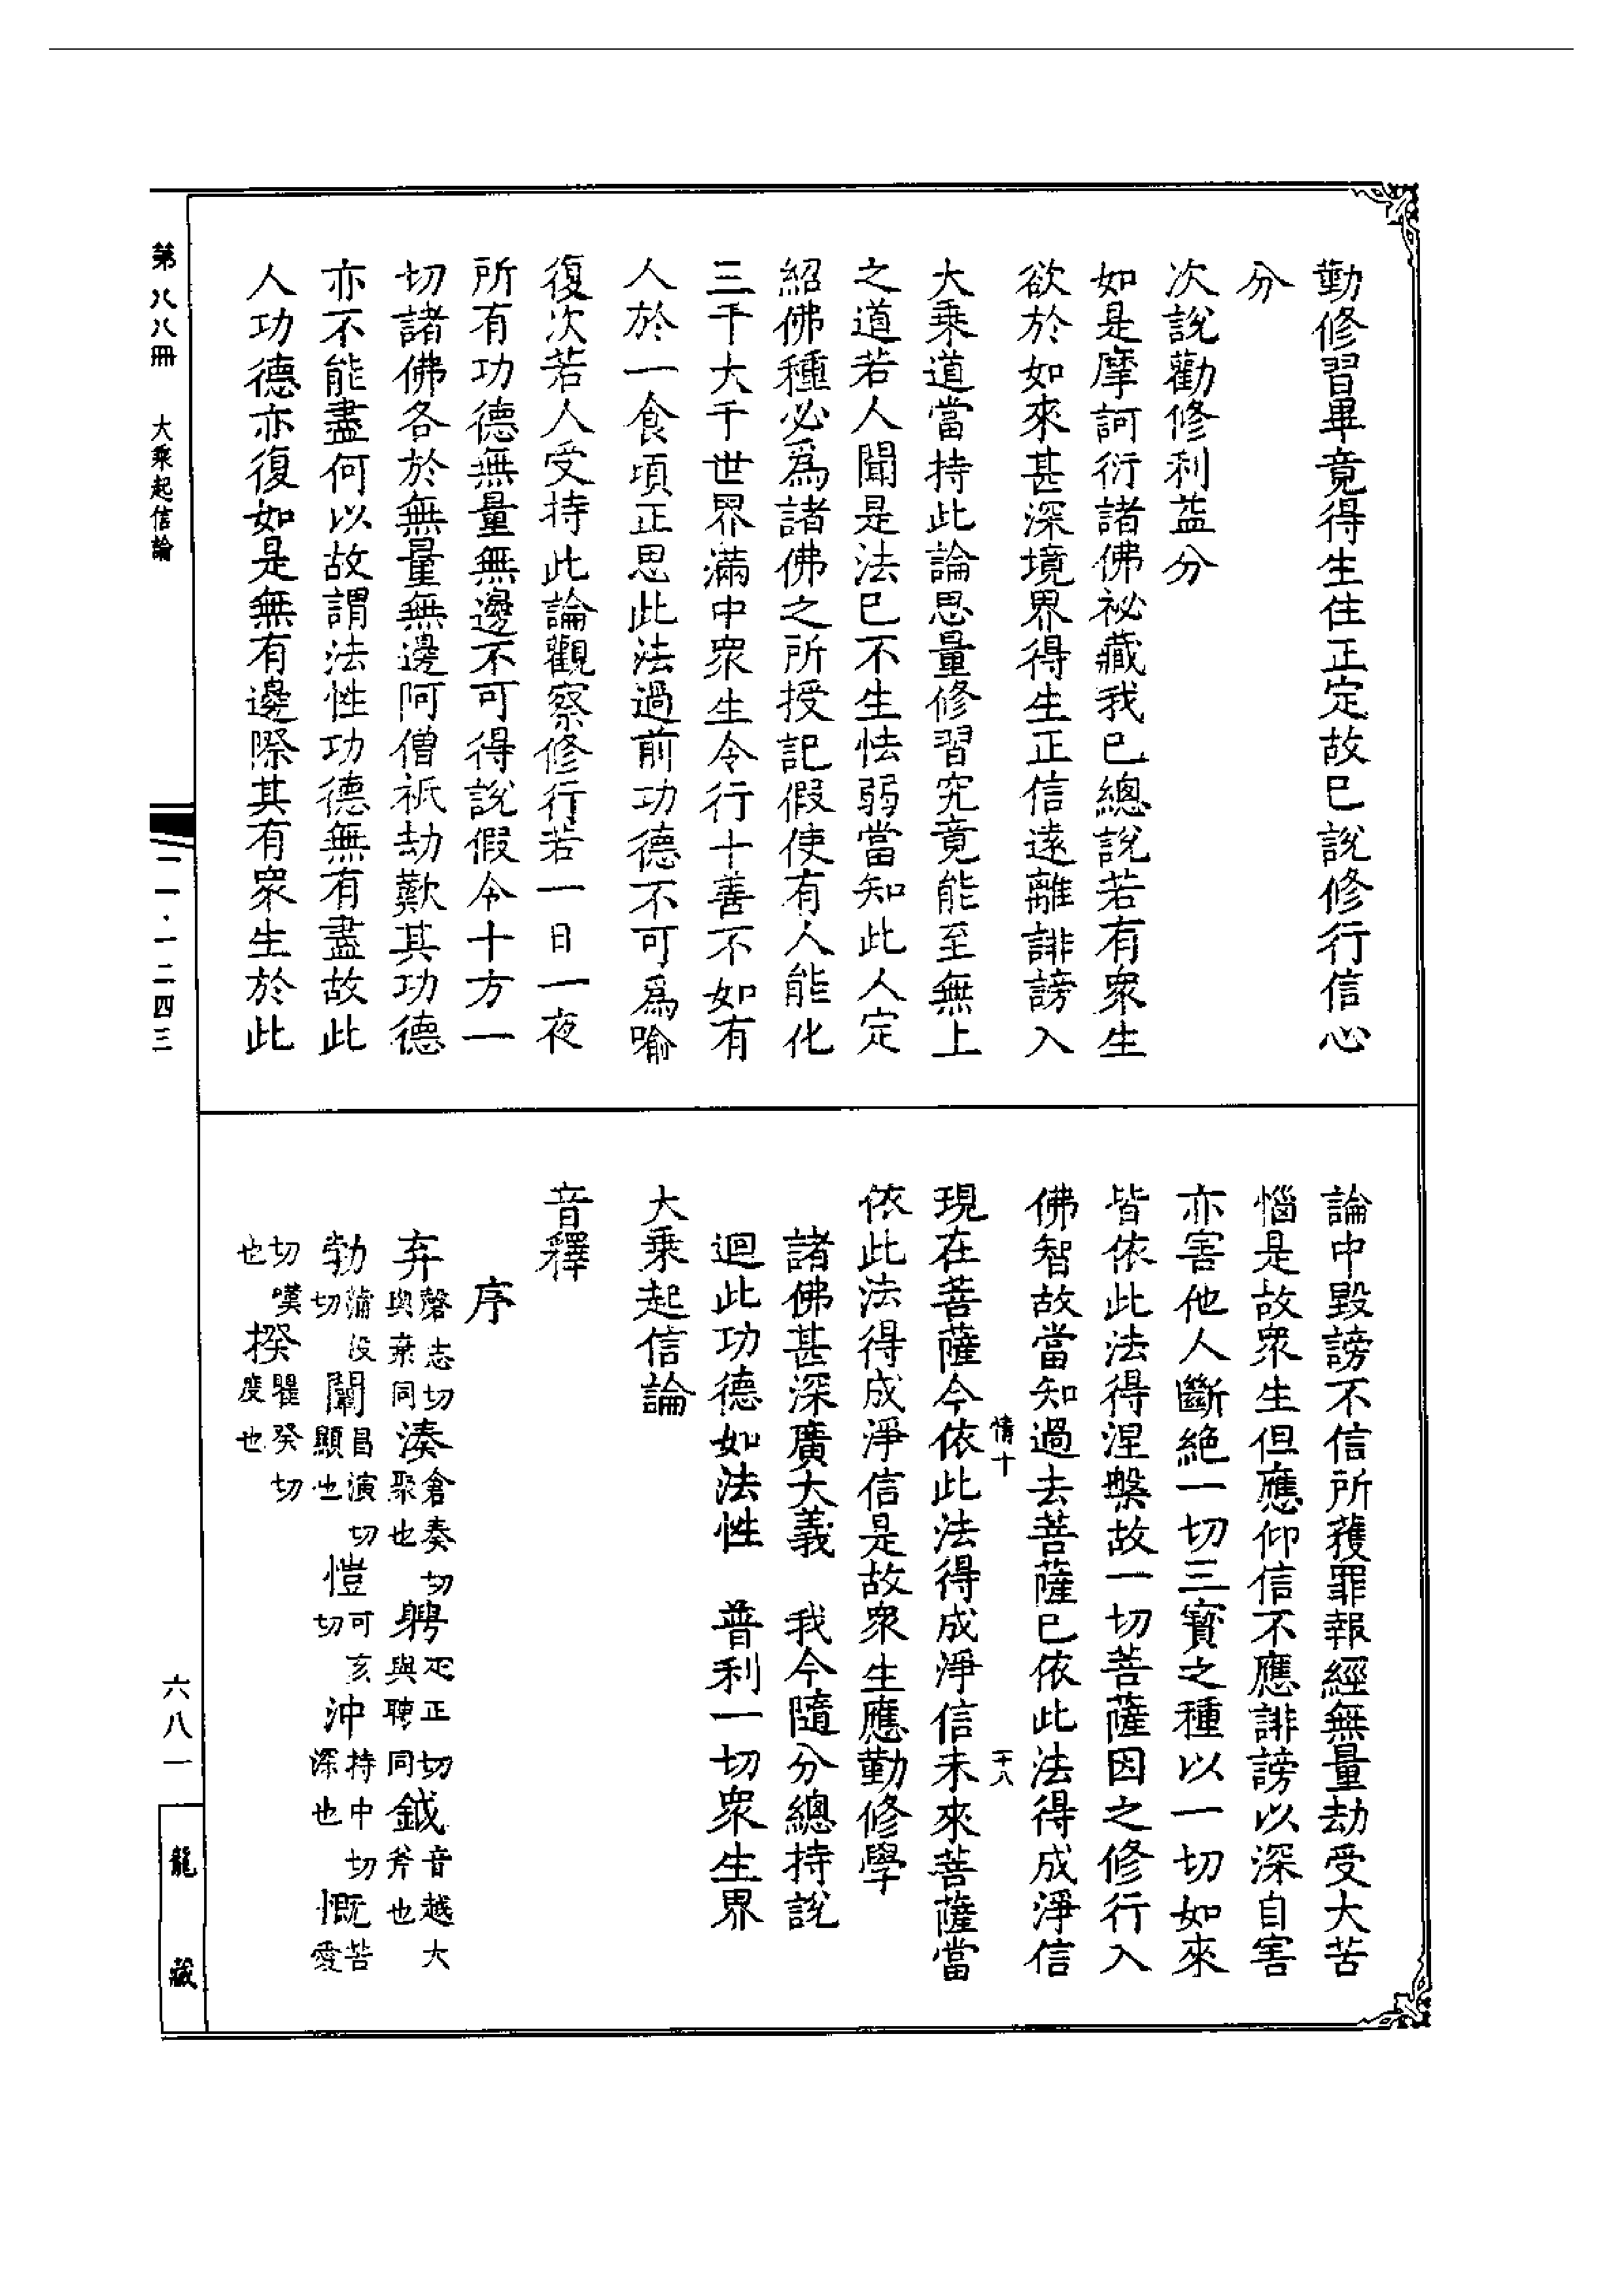 勤修習畢竟得生住正定故已說修行信心
分
次說勸修利益分
如是摩訶衍諸佛祕藏我已總說若有衆生
欲於如來甚深境界得生正信遠離誹謗入
大乘道當持此論思量修習究竟能至無上
之道若人聞是法已不生怯弱當知此人定
紹佛種必爲諸佛之所授記假使有人能化
三千大千世界滿中衆生令行十善不如有
人於一食頃正思此法過前功德不可爲喻
復次若人受持此論觀察修行若一日一夜
所有功德無量無邊不可得說假令十方一
切諸佛各於無量無邊阿僧祇劫歎其功德
亦不能盡何以故謂法性功德無有盡故此
人功德亦復如是無有邊際其有衆生於此
論中毀謗不信所獲罪報經無量劫受大苦
惱是故衆生但應仰信不應誹謗以深自害
亦害他人斷絕一切三寶之種以一切如來
皆依此法得涅槃故一切菩薩因之修行入
佛智故當知過去菩薩已依此法得成淨信
情十 十八
現在菩薩今依此法得成淨信未來菩薩當
依此法得成淨信是故衆生應勤修學
諸佛甚深廣大義 我今隨分總持說
迴此功德如法性 普利一切衆生界
大乘起信論
音釋
序
弃磬志切與棄同湊倉奏切聚也䠼匹正切與聘同鉞音越大斧也
勃蒲沒切闡昌演切顯也愷可亥切沖持中切深也慨苦愛
切嘆也揆瞿癸切度也
第八八冊 大乘起信論
二一·一二四三
六八一
龍藏